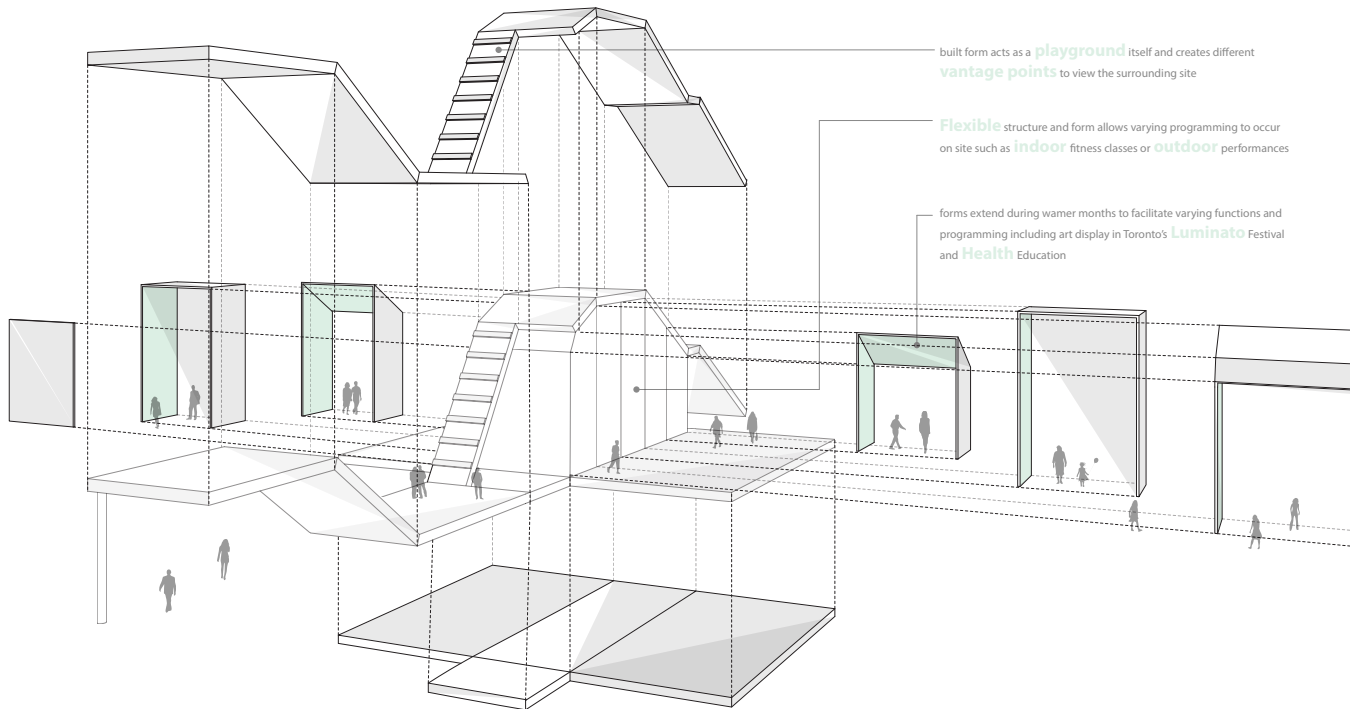 built form acts as a playground itself and creates different
vantage points to view the surrounding site
Flexible structure and form allows varying programming to occur
on site such as indoor fitness classes or outdoor performances
forms extend during wamer months to facilitate varying functions and
programming including art display in Toronto's Luminato Festival
and Health Education